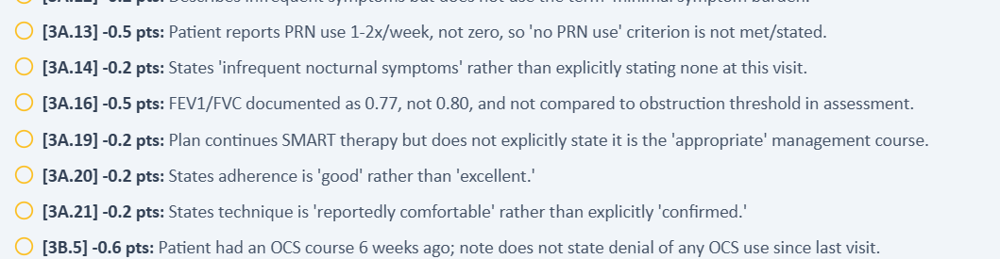 [3A.13] -0.5 pts: Patient reports PRN use 1-2x/week, not zero, so 'no PRN use' criterion is not met/stated.
[3A.14] -0.2 pts: States 'infrequent nocturnal symptoms' rather than explicitly stating none at this visit.
[3A.16] -0.5 pts: FEV1/FVC documented as 0.77, not 0.80, and not compared to obstruction threshold in assessment.
[3A.19] -0.2 pts: Plan continues SMART therapy but does not explicitly state it is the 'appropriate' management course.
[3A.20] -0.2 pts: States adherence is 'good' rather than 'excellent.'
[3A.21] -0.2 pts: States technique is 'reportedly comfortable' rather than explicitly 'confirmed.'
[3B.5] -0.6 pts: Patient had an OCS course 6 weeks ago; note does not state denial of any OCS use since last visit.